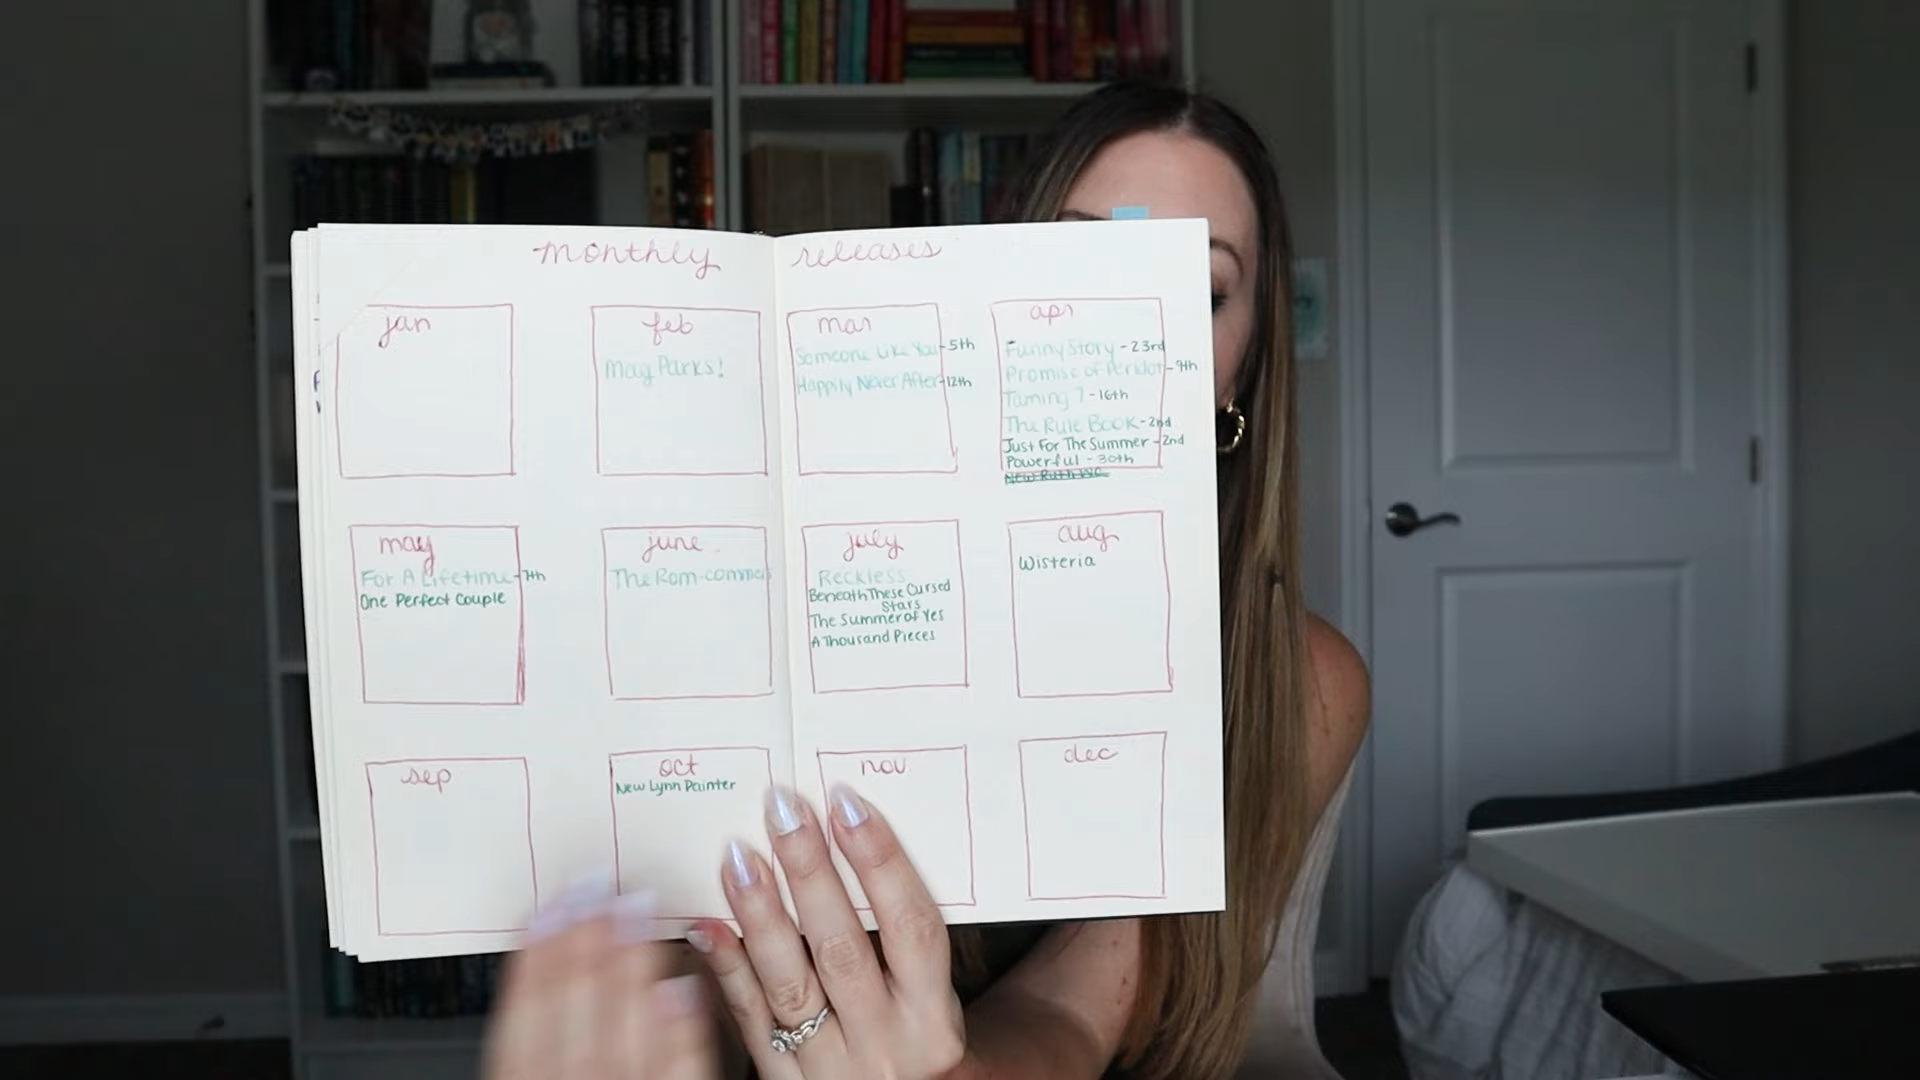 monthly releases
jan
feb
Mag Parks!
mar
Someone Like You - 5th
Happily Never After - 12th
apr
Funny Story - 23rd
Promise of Peridot - 9th
Taming 7 - 16th
The Rule Book - 2nd
Just For The Summer - 2nd
Powerful - 30th
New Ruth Wa
may
For A Lifetime - 7th
One Perfect Couple
june
The Rom-commers
july
Reckless
Beneath These Cursed
Stars
The Summer of Yes
A Thousand Pieces
aug
Wisteria
sep
oct
New Lynn Painter
nov
dec